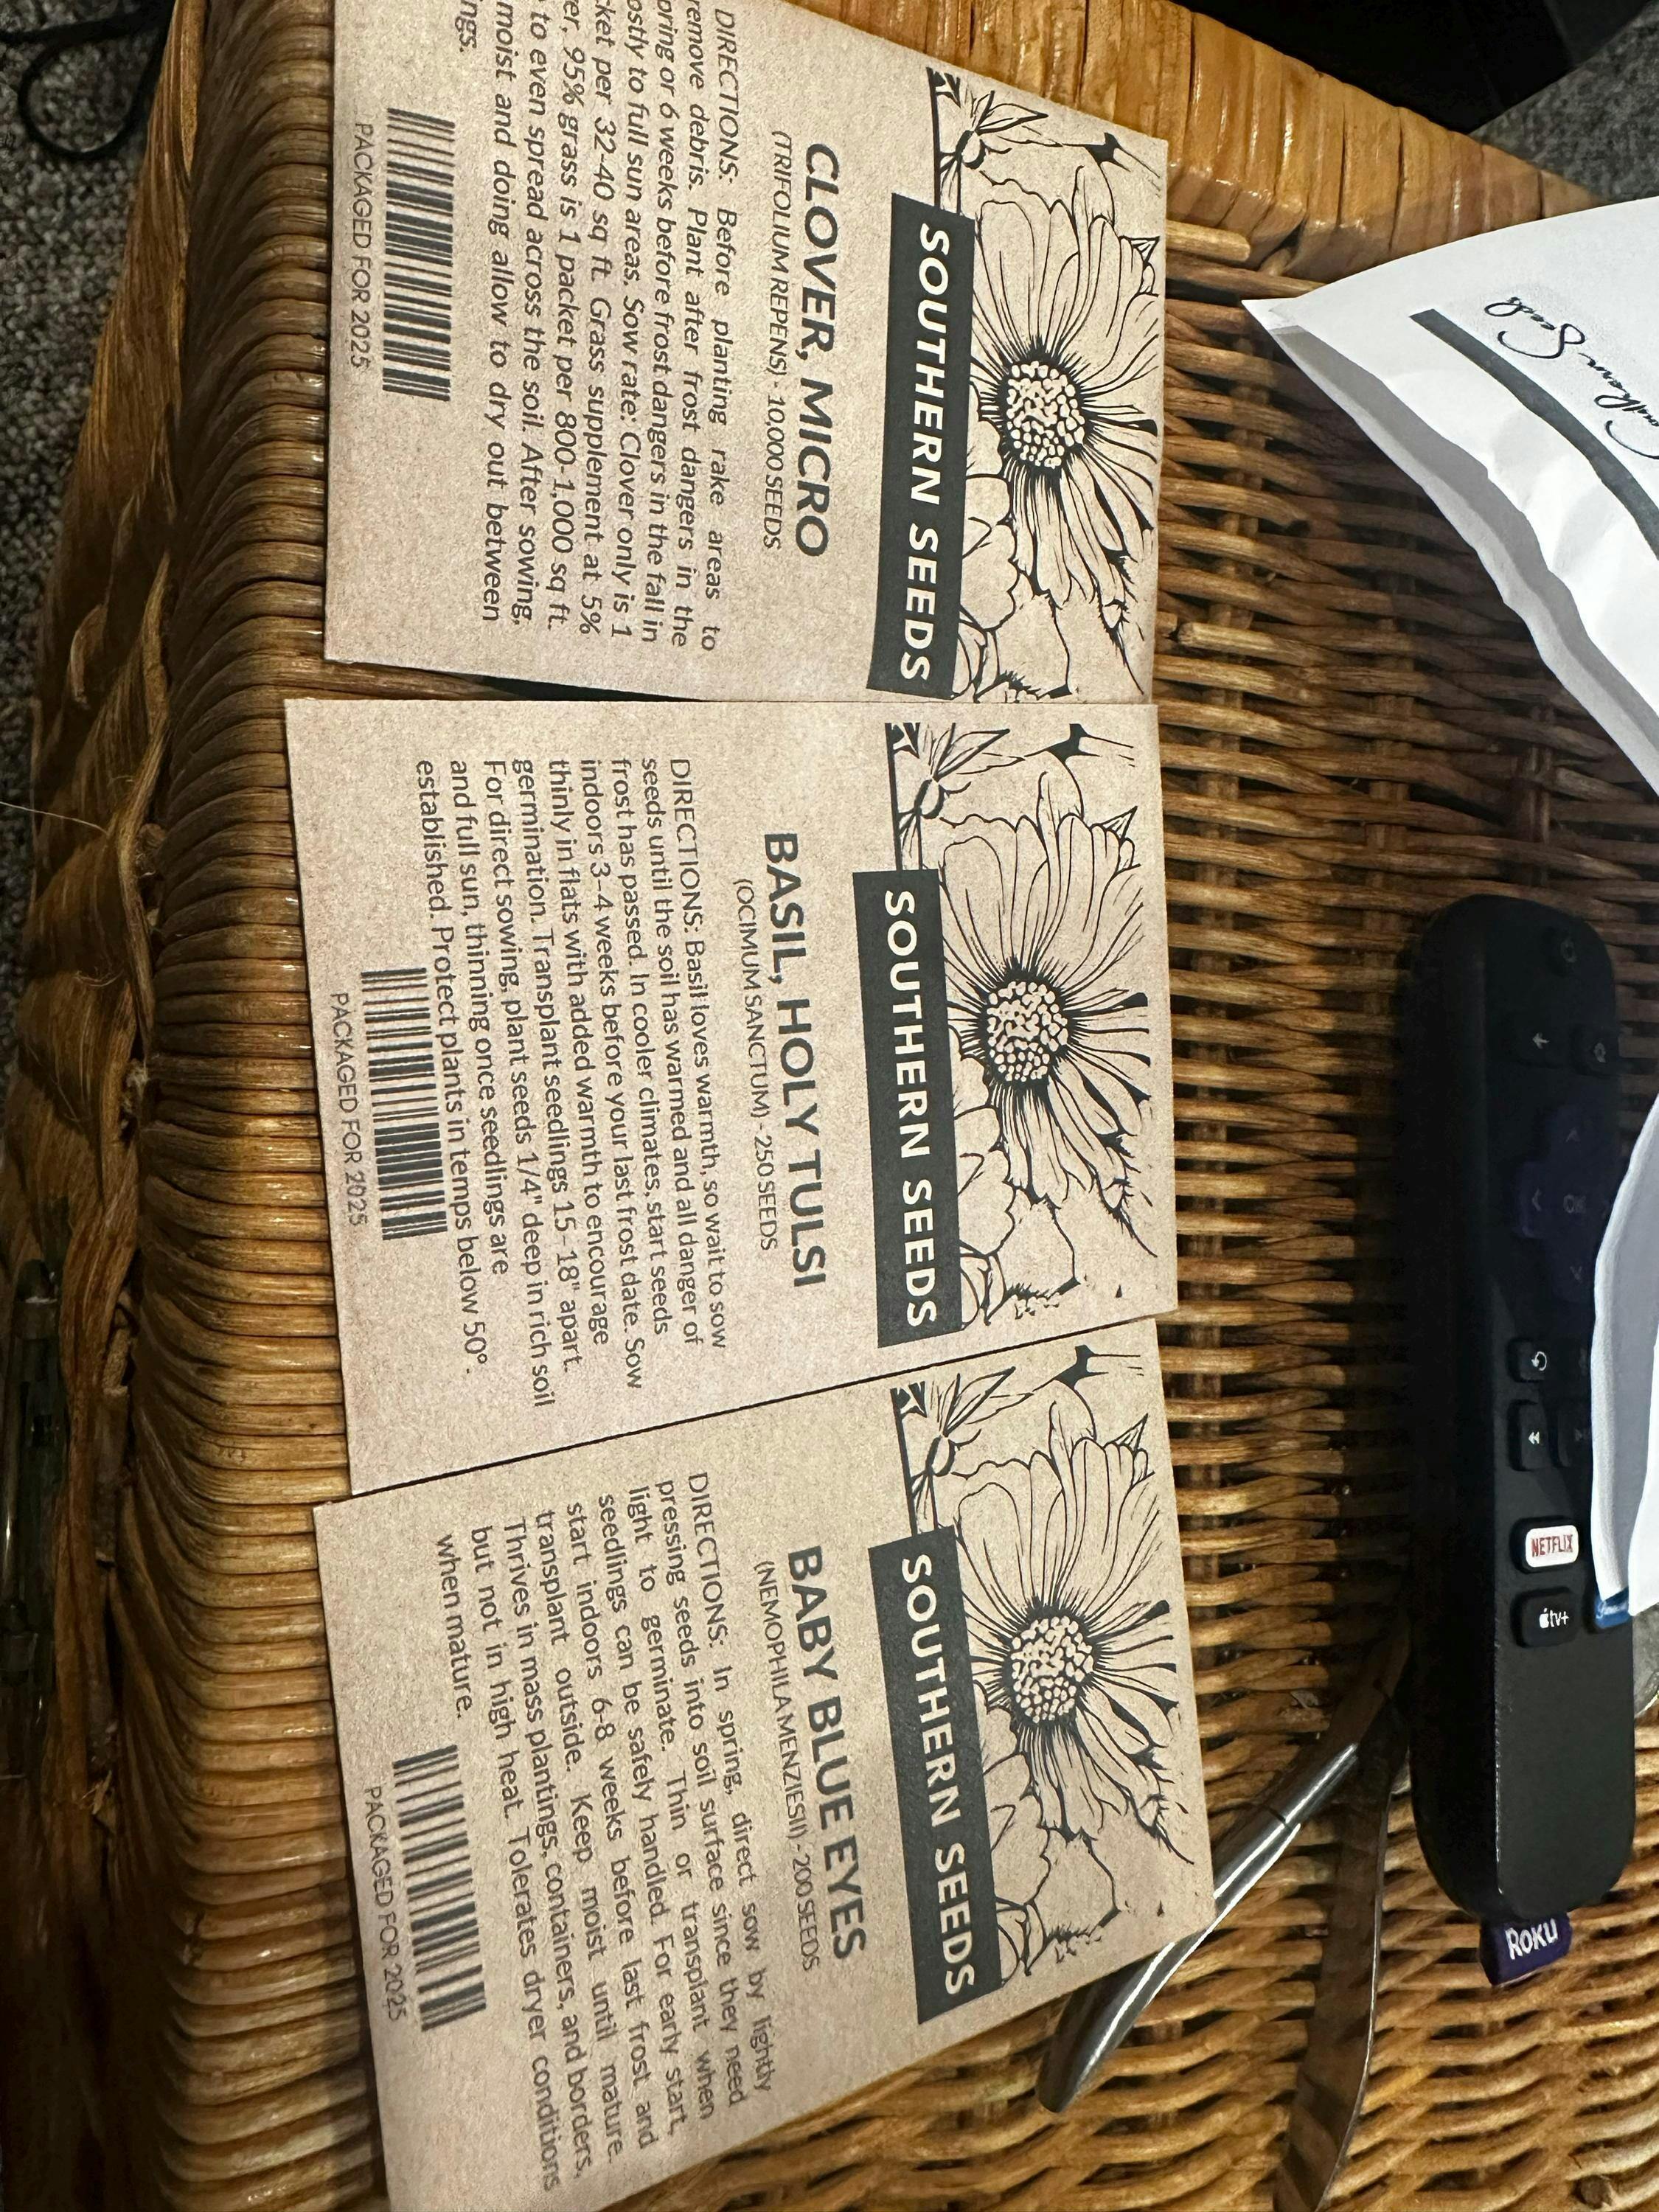 SOUTHERN SEEDS
CLOVER, MICRO
(TRIFOLIUM REPENS) - 10,000 SEEDS
DIRECTIONS: Before planting rake areas to
remove debris. Plant after frost dangers in the
pring or 6 weeks before frost dangers in the fall in
ostly to full sun areas. Sow rate: Clover only is 1
ket per 32-40 sq ft. Grass supplement at 5%
er, 95% grass is 1 packet per 800-1,000 sq ft.
to even spread across the soil. After sowing,
moist and doing allow to dry out between
ngs.
PACKAGED FOR 2025
SOUTHERN SEEDS
BASIL, HOLY TULSI
(OCIMUM SANCTUM) - 250 SEEDS
DIRECTIONS: Basil loves warmth, so wait to sow
seeds until the soil has warmed and all danger of
frost has passed. In cooler climates, start seeds
indoors 3-4 weeks before your last frost date. Sow
thinly in flats with added warmth to encourage
germination. Transplant seedlings 15-18" apart.
For direct sowing, plant seeds 1/4" deep in rich soil
and full sun, thinning once seedlings are
established. Protect plants in temps below 50°.
PACKAGED FOR 2025
SOUTHERN SEEDS
BABY BLUE EYES
(NEMOPHILA MENZIESII) - 200 SEEDS
DIRECTIONS: In spring, direct sow by lightly
pressing seeds into soil surface since they need
light to germinate. Thin or transplant when
seedlings can be safely handled. For early start,
start indoors 6-8 weeks before last frost and
transplant outside. Keep moist until mature.
Thrives in mass plantings, containers, and borders,
but not in high heat. Tolerates dryer conditions
when mature.
PACKAGED FOR 2025
Southern Seeds
OK
NETFLIX
tv+
Roku